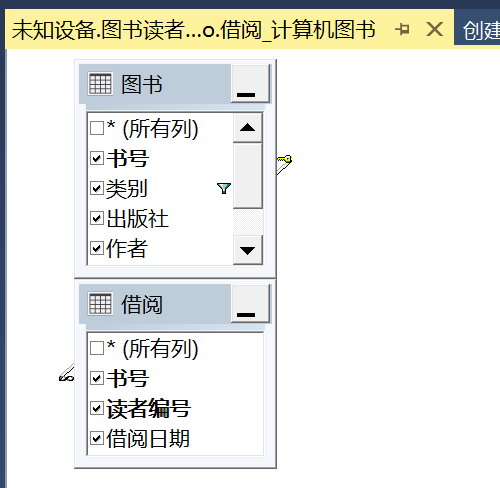 未知设备.图书读者...o.借阅_计算机图书
创建
图书
* (所有列)
书号
类别
出版社
作者
借阅
* (所有列)
书号
读者编号
借阅日期